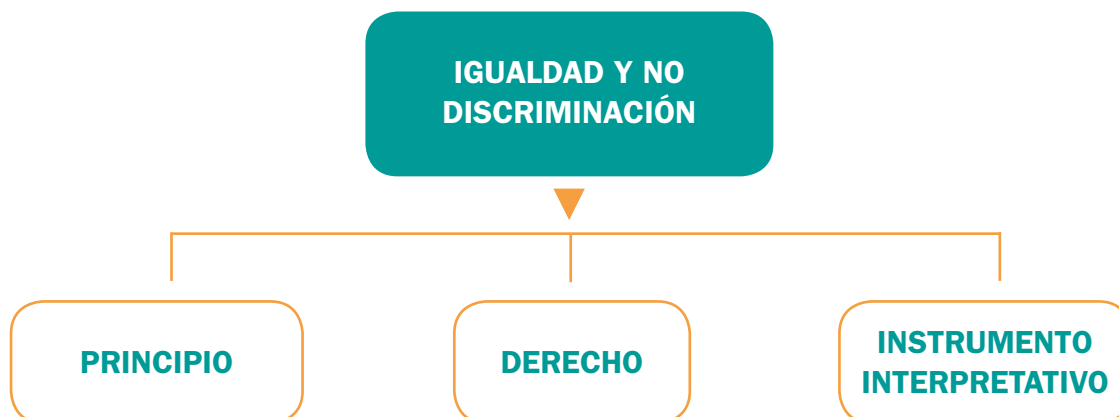 IGUALDAD Y NO
DISCRIMINACIÓN
PRINCIPIO
DERECHO
INSTRUMENTO
INTERPRETATIVO